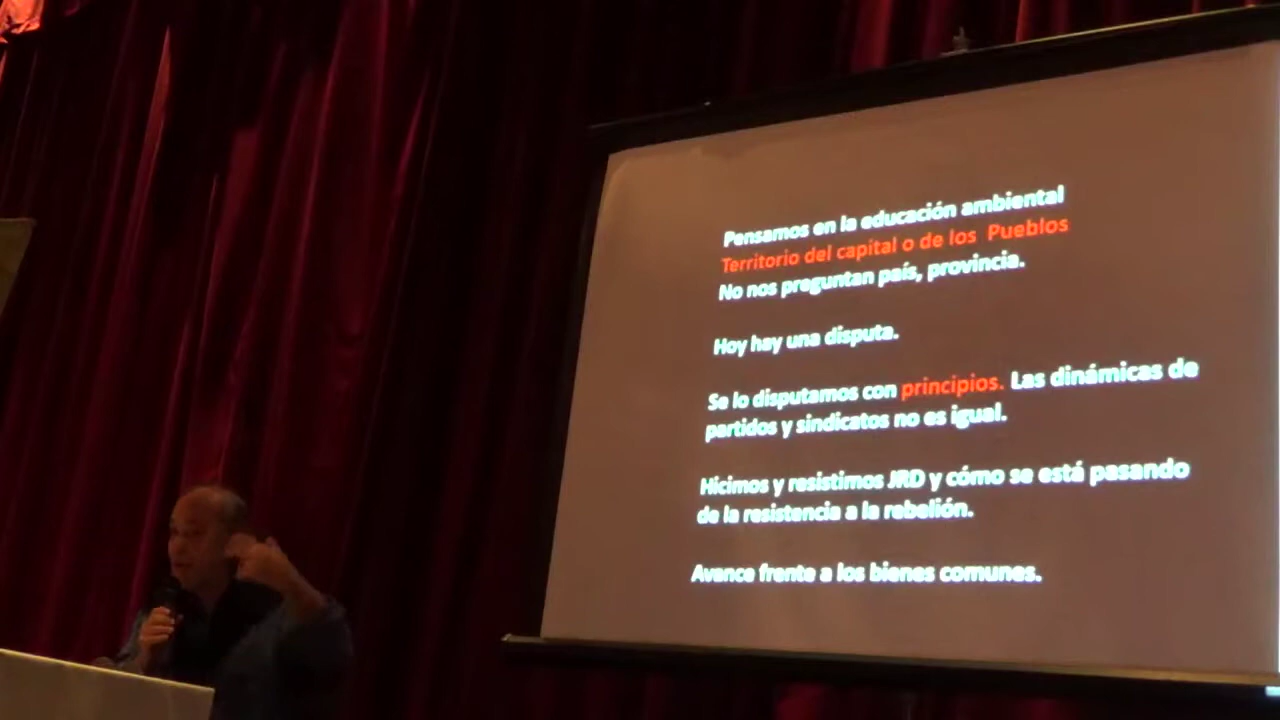 Pensamos en la educación ambiental
Territorio del capital o de los Pueblos
No nos preguntan país, provincia.
Hoy hay una disputa.
Se lo disputamos con principios. Las dinámicas de
partidos y sindicatos no es igual.
Hicimos y resistimos JRD y cómo se está pasando
de la resistencia a la rebelión.
Avance frente a los bienes comunes.